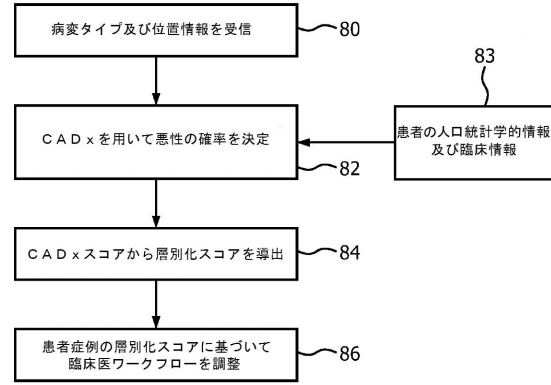 病変タイプ及び位置情報を受信
80
83
CADxを用いて悪性の確率を決定
82
患者の人口統計学的情報
及び臨床情報
CADxスコアから層別化スコアを導出
84
患者症例の層別化スコアに基づいて
臨床医ワークフローを調整
86